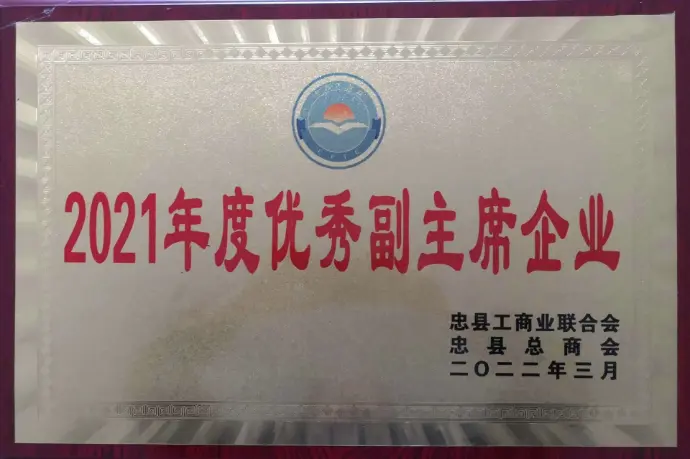 2021年度优秀副主席企业
忠县工商业联合会
忠县总商会
二〇二二年三月